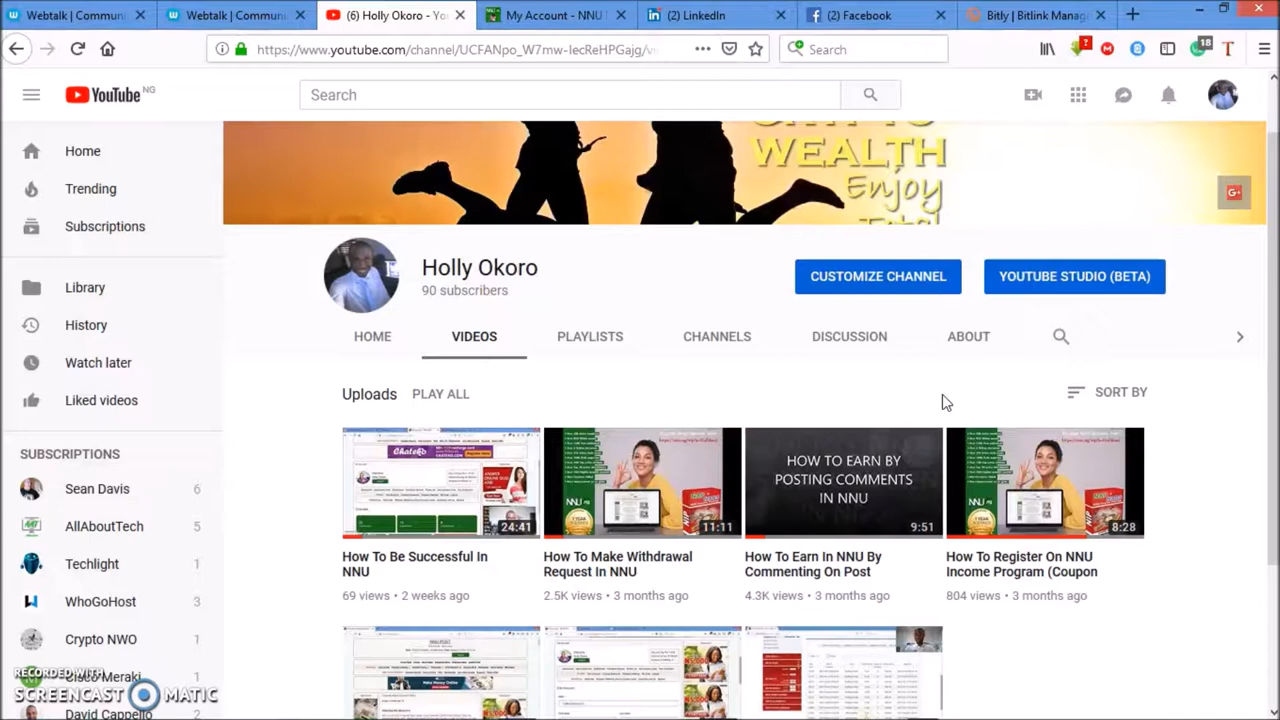 Webtalk | Communi
Webtalk | Communi
(6) Holly Okoro - Yo
My Account - NNU N
(2) LinkedIn
(2) Facebook
Bitly | Bitlink Manag
https://www.youtube.com/channel/UCFANpo_W7mw-IecReHPGajg/vi
Search
?
18
YouTube NG
Search
WEALTH
Enjoy
Home
Trending
Subscriptions
Library
History
Watch later
Liked videos
SUBSCRIPTIONS
Sean Davis
AllAboutTech 5
Techlight 1
WhoGoHost 3
Crypto NWO 1
Holly Okoro
90 subscribers
CUSTOMIZE CHANNEL
YOUTUBE STUDIO (BETA)
HOME
VIDEOS
PLAYLISTS
CHANNELS
DISCUSSION
ABOUT
Uploads
PLAY ALL
SORT BY
24:41
How To Be Successful In
NNU
69 views • 2 weeks ago
NNU
11:11
How To Make Withdrawal
Request In NNU
2.5K views • 3 months ago
HOW TO EARN BY
POSTING COMMENTS
IN NNU
9:51
How To Earn In NNU By
Commenting On Post
4.3K views • 3 months ago
NNU
8:28
How To Register On NNU
Income Program (Coupon
804 views • 3 months ago